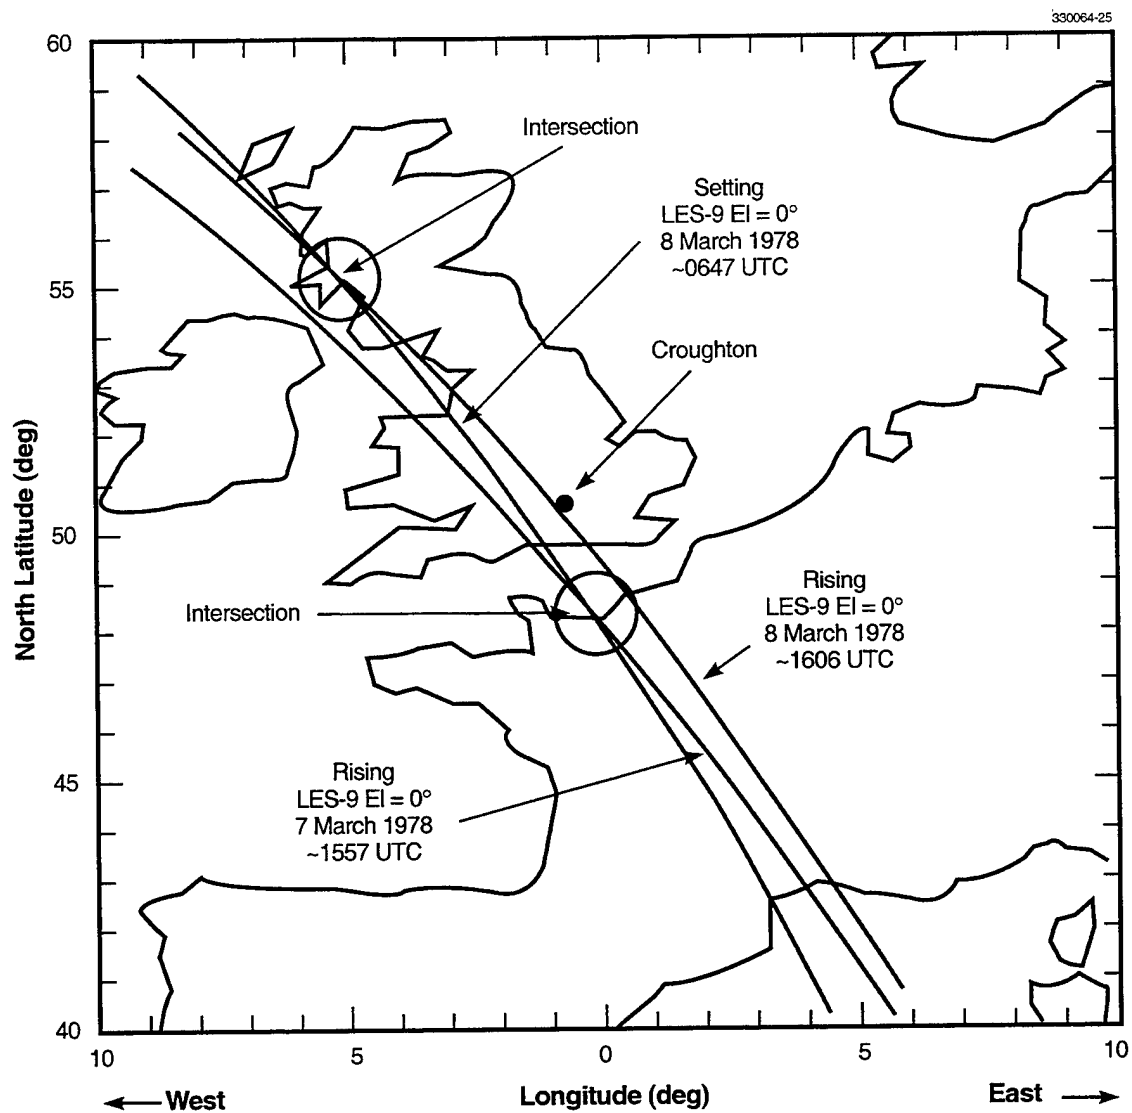 330064-25
60
Intersection
Setting
LES-9 El = 0°
8 March 1978
~0647 UTC
55
Croughton
North Latitude (deg)
50
Rising
LES-9 El = 0°
8 March 1978
~1606 UTC
Intersection
45
Rising
LES-9 El = 0°
7 March 1978
~1557 UTC
40
10 5 0 5 10
West Longitude (deg) East